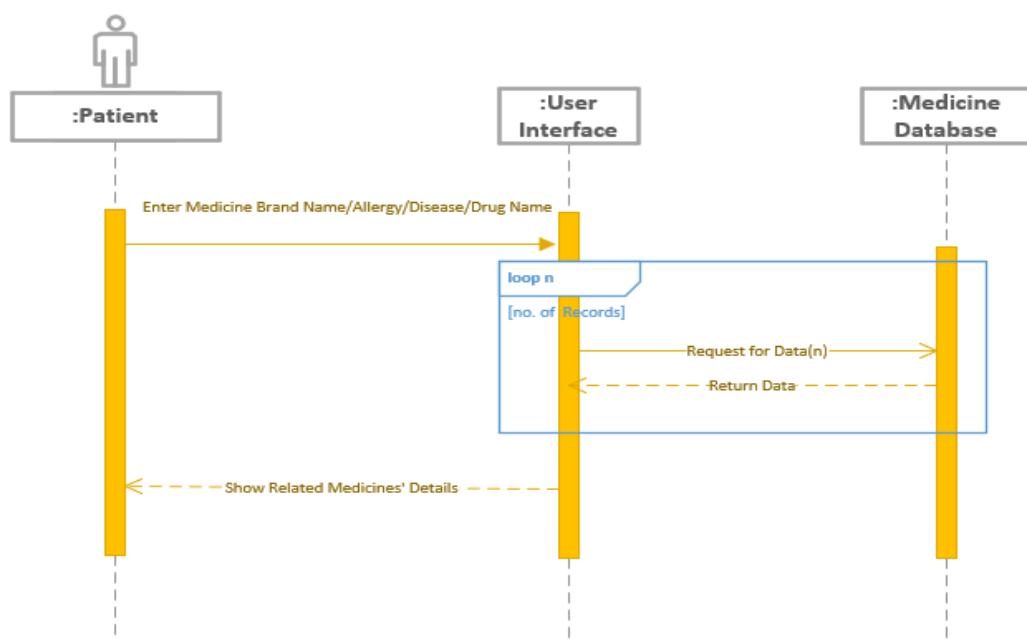 :Patient
:User
Interface
:Medicine
Database
Enter Medicine Brand Name/Allergy/Disease/Drug Name
loop n
[no. of Records]
Request for Data(n)
Return Data
Show Related Medicines' Details